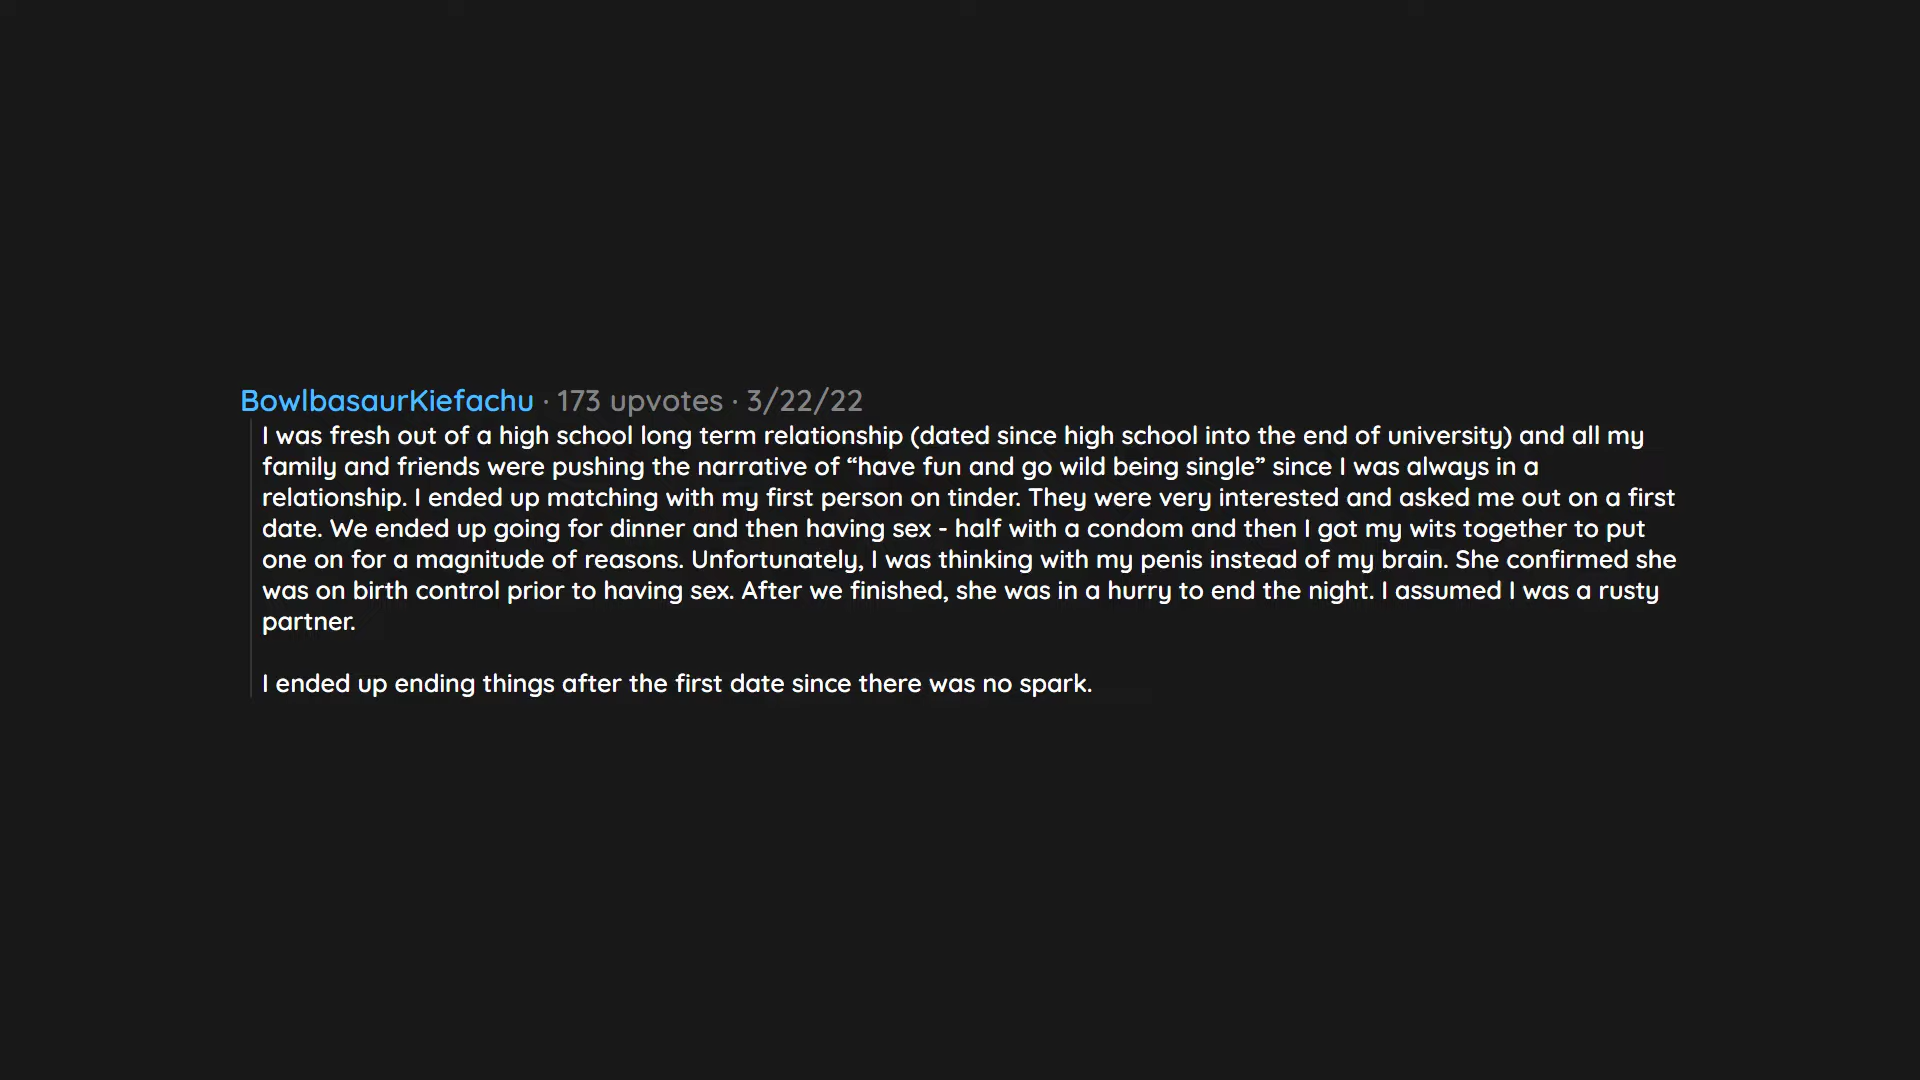 BowlbasaurKiefachu · 173 upvotes · 3/22/22
I was fresh out of a high school long term relationship (dated since high school into the end of university) and all my
family and friends were pushing the narrative of “have fun and go wild being single” since I was always in a
relationship. I ended up matching with my first person on tinder. They were very interested and asked me out on a first
date. We ended up going for dinner and then having sex - half with a condom and then I got my wits together to put
one on for a magnitude of reasons. Unfortunately, I was thinking with my penis instead of my brain. She confirmed she
was on birth control prior to having sex. After we finished, she was in a hurry to end the night. I assumed I was a rusty
partner.
I ended up ending things after the first date since there was no spark.